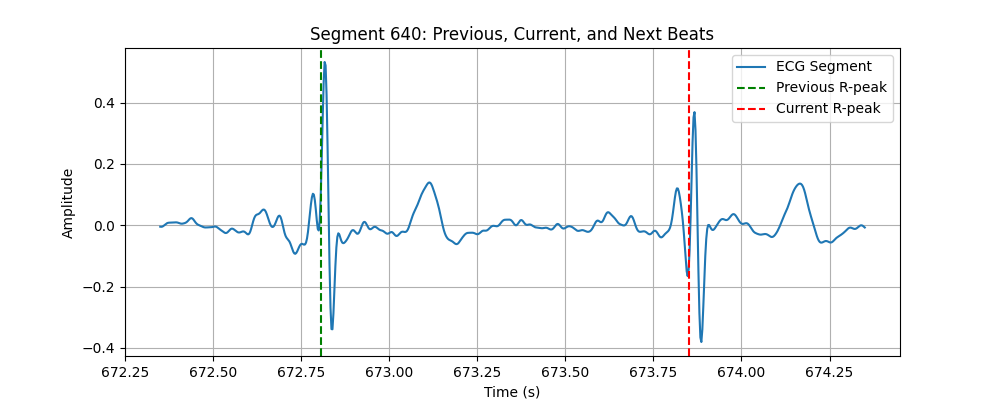 Segment 640: Previous, Current, and Next Beats
ECG Segment
Previous R-peak
Current R-peak
Amplitude
0.4
0.2
0.0
−0.2
−0.4
672.25 672.50 672.75 673.00 673.25 673.50 673.75 674.00 674.25
Time (s)